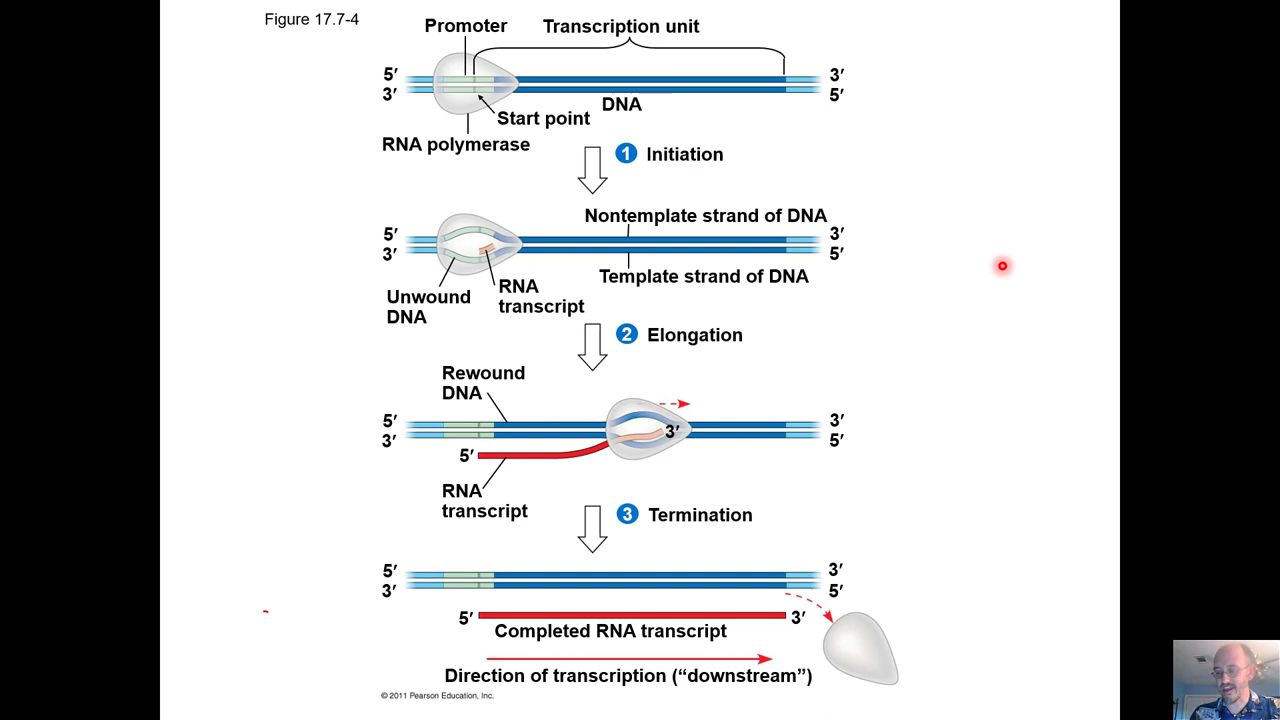 Figure 17.7-4
Promoter
Transcription unit
5′
3′
3′
5′
DNA
Start point
RNA polymerase
1 Initiation
Nontemplate strand of DNA
5′
3′
3′
5′
Template strand of DNA
RNA
transcript
Unwound
DNA
2 Elongation
Rewound
DNA
5′
3′
3′
3′
5′
5′
RNA
transcript
3 Termination
5′
3′
3′
5′
5′
3′
Completed RNA transcript
Direction of transcription (“downstream”)
© 2011 Pearson Education, Inc.